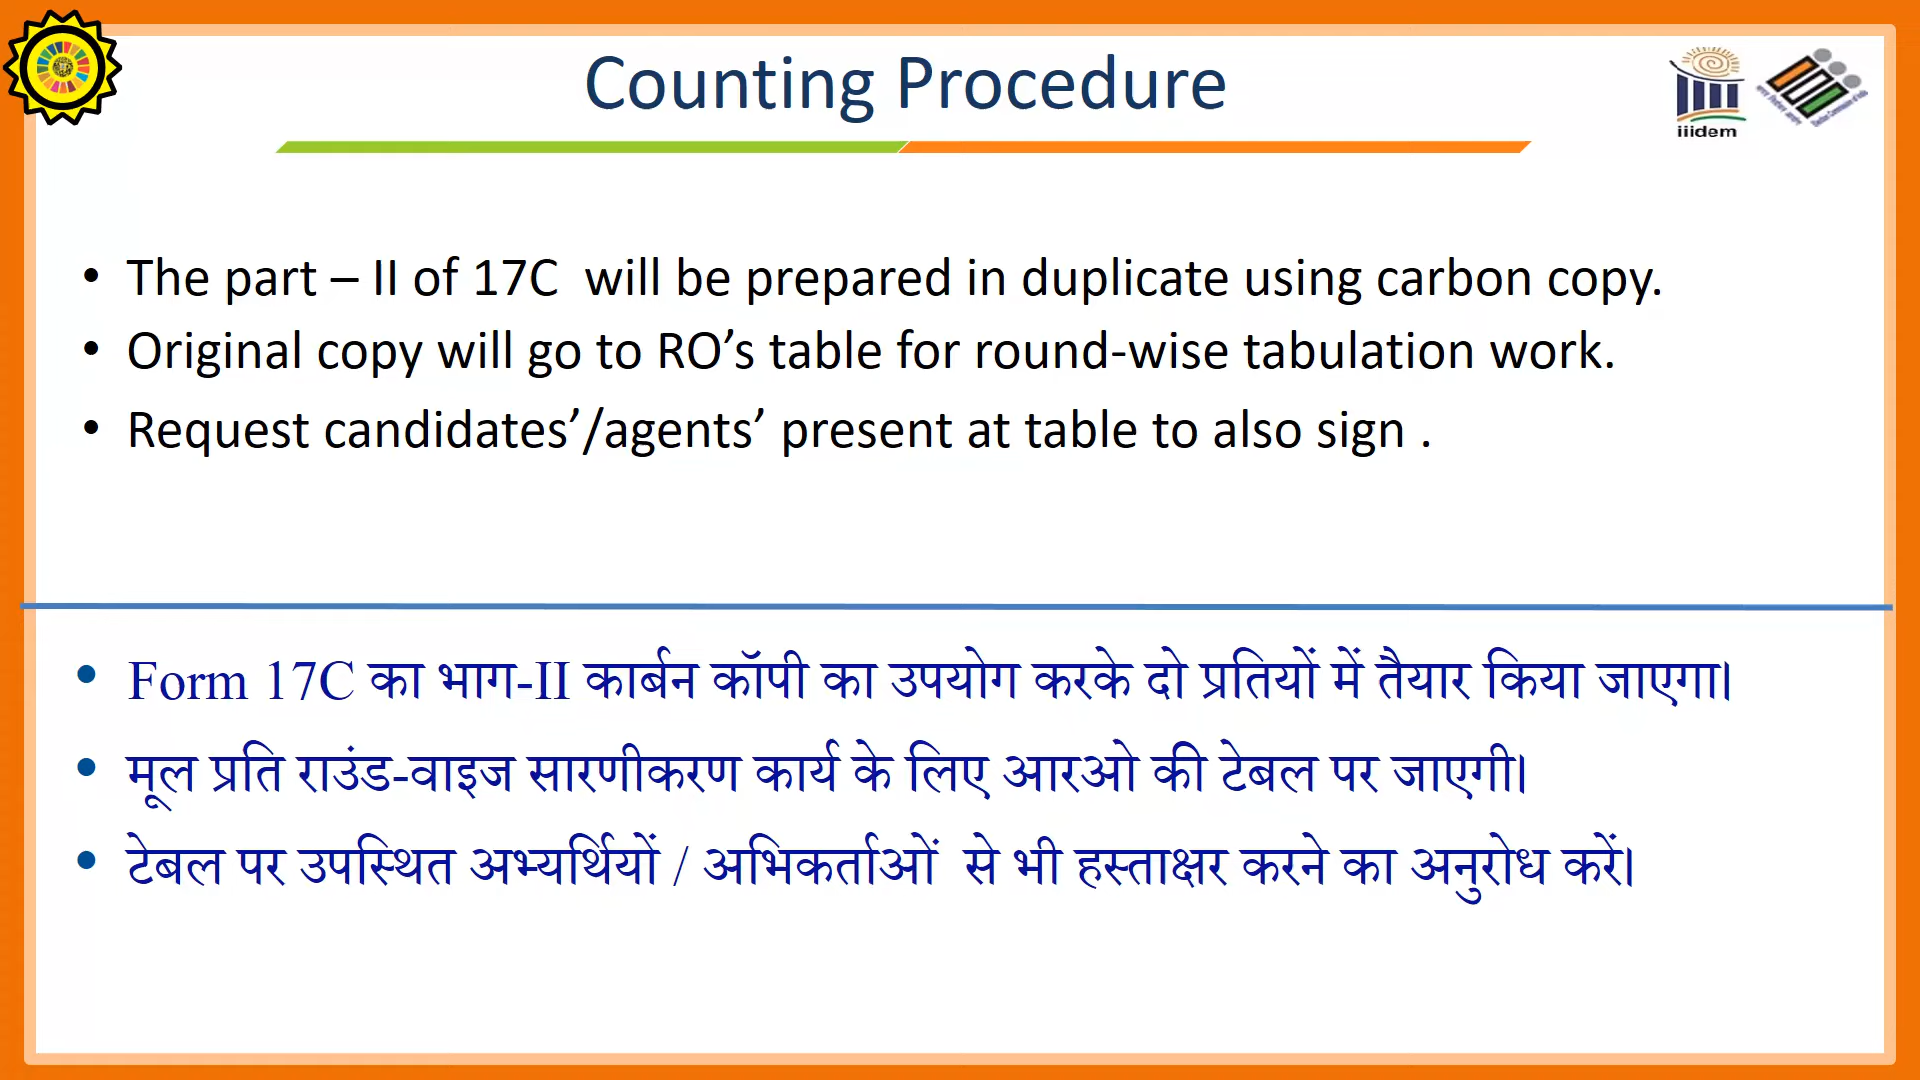 Counting Procedure
iiidem
• The part – II of 17C  will be prepared in duplicate using carbon copy.
• Original copy will go to RO’s table for round-wise tabulation work.
• Request candidates’/agents’ present at table to also sign .
• Form 17C का भाग-II कार्बन कॉपी का उपयोग करके दो प्रतियों में तैयार किया जाएगा।
• मूल प्रति राउंड-वाइज सारणीकरण कार्य के लिए आरओ की टेबल पर जाएगी।
• टेबल पर उपस्थित अभ्यर्थियों / अभिकर्ताओं  से भी हस्ताक्षर करने का अनुरोध करें।